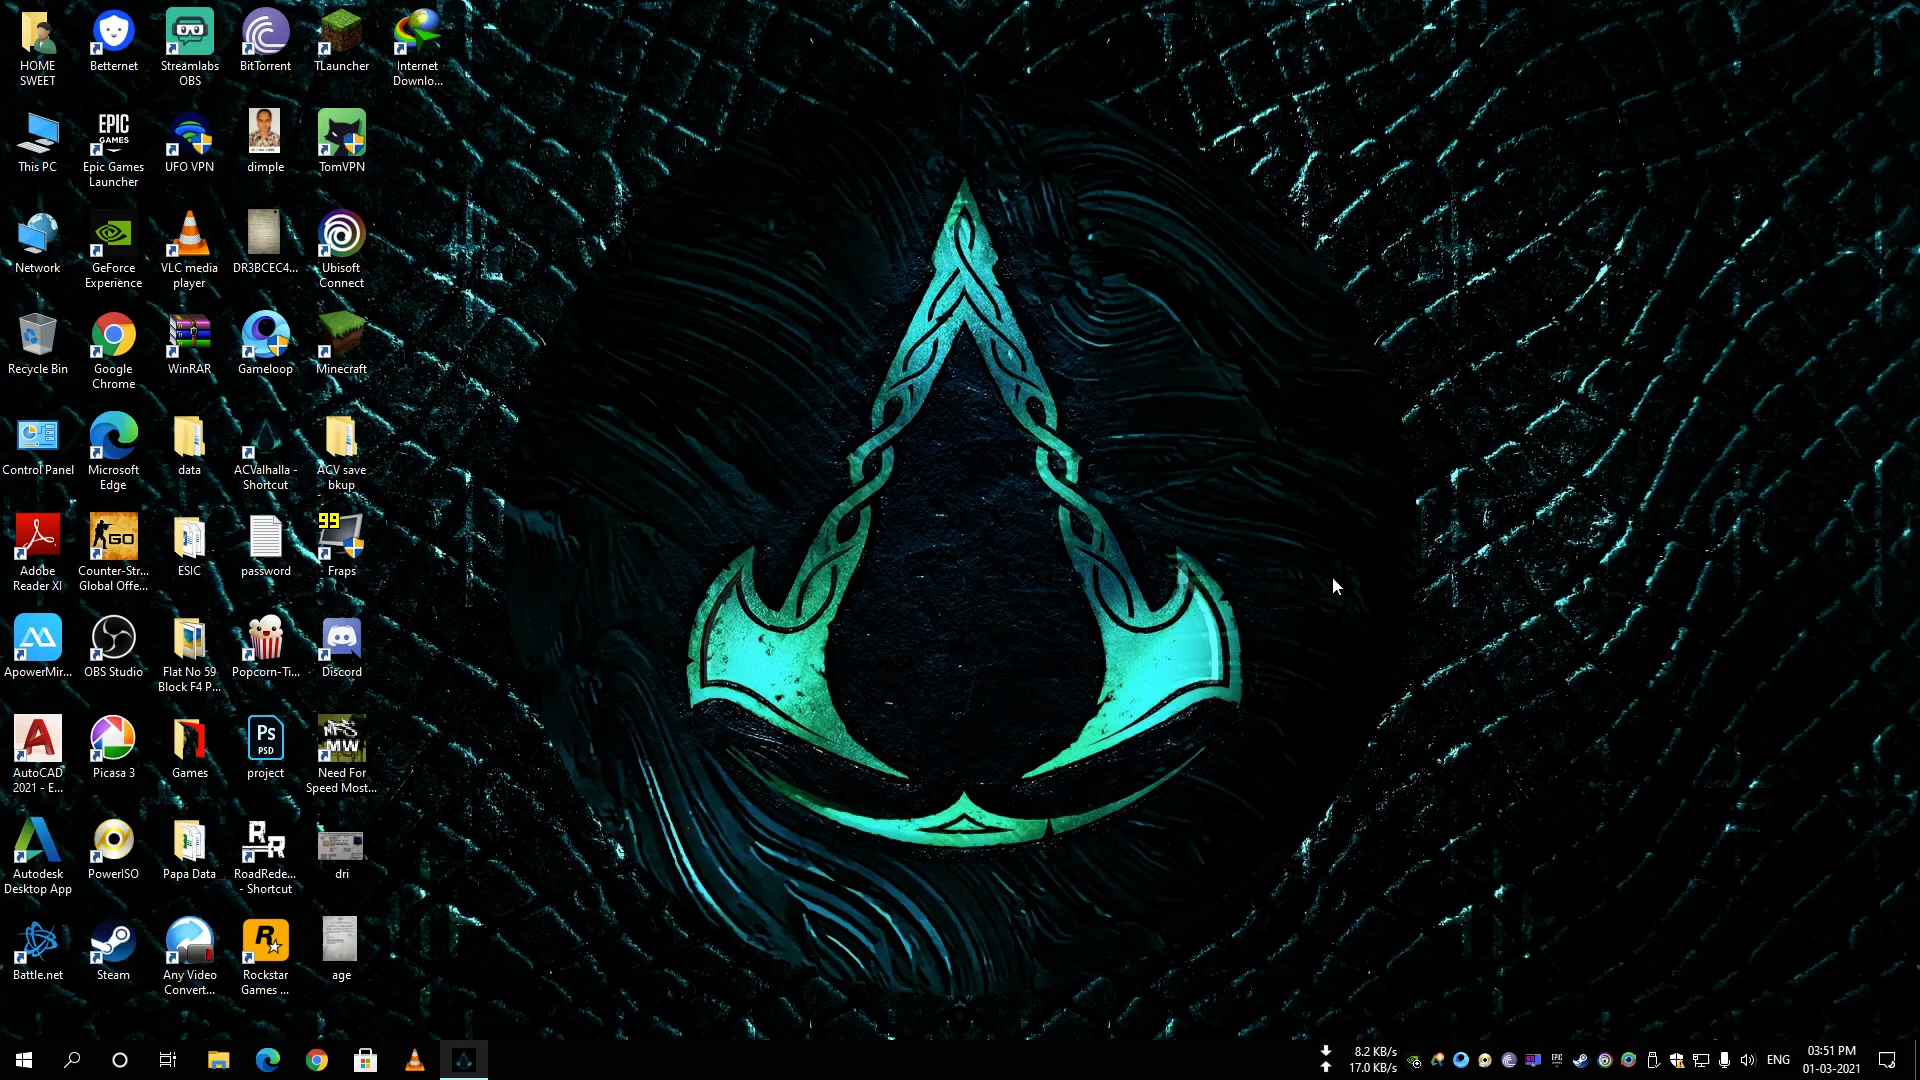 HOME
SWEET
Betternet
Streamlabs
OBS
BitTorrent
TLauncher
Internet
Downlo...
This PC
EPIC
GAMES
Epic Games
Launcher
UFO VPN
dimple
TomVPN
Network
GeForce
Experience
VLC media
player
DR3BCEC4...
Ubisoft
Connect
Recycle Bin
Google
Chrome
WinRAR
Gameloop
Minecraft
Control Panel
Microsoft
Edge
data
ACValhalla -
Shortcut
ACV save
bkup
Adobe
Reader XI
GO
Counter-Str...
Global Offe...
ESIC
password
99
Fraps
ApowerMir...
OBS Studio
Flat No 59
Block F4 P...
Popcorn-Ti...
Discord
AutoCAD
2021 - E...
Picasa 3
Games
Ps
PSD
project
NFS
MW
Need For
Speed Most...
Autodesk
Desktop App
PowerISO
Papa Data
RR
RoadRede...
- Shortcut
dri
Battle.net
Steam
Any Video
Convert...
R
Rockstar
Games ...
age
8.2 KB/s
17.0 KB/s
ENG
03:51 PM
01-03-2021